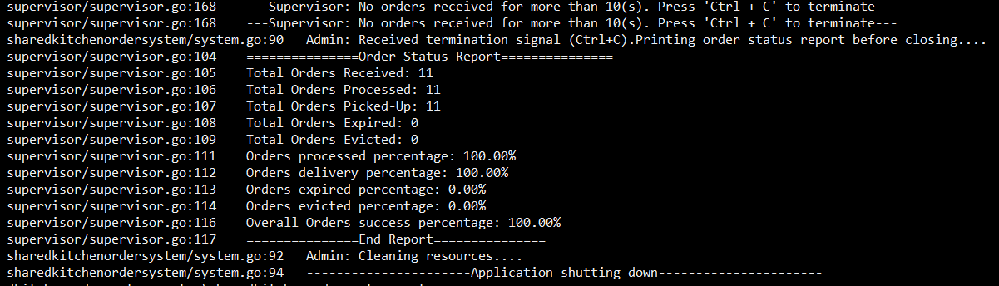 supervisor/supervisor.go:168    ---Supervisor: No orders received for more than 10(s). Press 'Ctrl + C' to terminate---
supervisor/supervisor.go:168    ---Supervisor: No orders received for more than 10(s). Press 'Ctrl + C' to terminate---
sharedkitchenordersystem/system.go:90   Admin: Received termination signal (Ctrl+C).Printing order status report before closing....
supervisor/supervisor.go:104    ===============Order Status Report===============
supervisor/supervisor.go:105    Total Orders Received: 11
supervisor/supervisor.go:106    Total Orders Processed: 11
supervisor/supervisor.go:107    Total Orders Picked-Up: 11
supervisor/supervisor.go:108    Total Orders Expired: 0
supervisor/supervisor.go:109    Total Orders Evicted: 0
supervisor/supervisor.go:111    Orders processed percentage: 100.00%
supervisor/supervisor.go:112    Orders delivery percentage: 100.00%
supervisor/supervisor.go:113    Orders expired percentage: 0.00%
supervisor/supervisor.go:114    Orders evicted percentage: 0.00%
supervisor/supervisor.go:116    Overall Orders success percentage: 100.00%
supervisor/supervisor.go:117    ===============End Report===============
sharedkitchenordersystem/system.go:92   Admin: Cleaning resources....
sharedkitchenordersystem/system.go:94   ----------------------Application shutting down----------------------